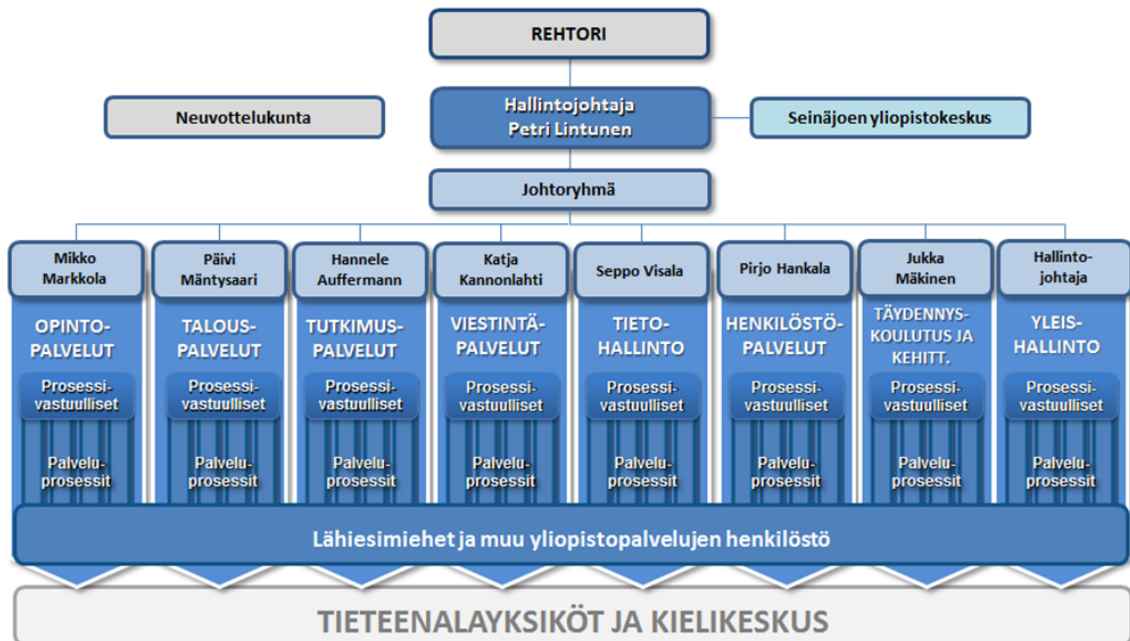 REHTORI
Neuvottelukunta
Hallintojohtaja
Petri Lintunen
Seinäjoen yliopistokeskus
Johtoryhmä
Mikko
Markkola
OPINTO-
PALVELUT
Prosessi-
vastuulliset
Palvelu-
prosessit
Päivi
Mäntysaari
TALOUS-
PALVELUT
Prosessi-
vastuulliset
Palvelu-
prosessit
Hannele
Auffermann
TUTKIMUS-
PALVELUT
Prosessi-
vastuulliset
Palvelu-
prosessit
Katja
Kannonlahti
VIESTINTÄ-
PALVELUT
Prosessi-
vastuulliset
Palvelu-
prosessit
Seppo Visala
TIETO-
HALLINTO
Prosessi-
vastuulliset
Palvelu-
prosessit
Pirjo Hankala
HENKILÖSTÖ-
PALVELUT
Prosessi-
vastuulliset
Palvelu-
prosessit
Jukka
Mäkinen
TÄYDENNYS-
KOULUTUS JA
KEHITT.
Prosessi-
vastuulliset
Palvelu-
prosessit
Hallinto-
johtaja
YLEIS-
HALLINTO
Prosessi-
vastuulliset
Palvelu-
prosessit
Lähiesimiehet ja muu yliopistopalvelujen henkilöstö
TIETEENALAYKSIKÖT JA KIELIKESKUS